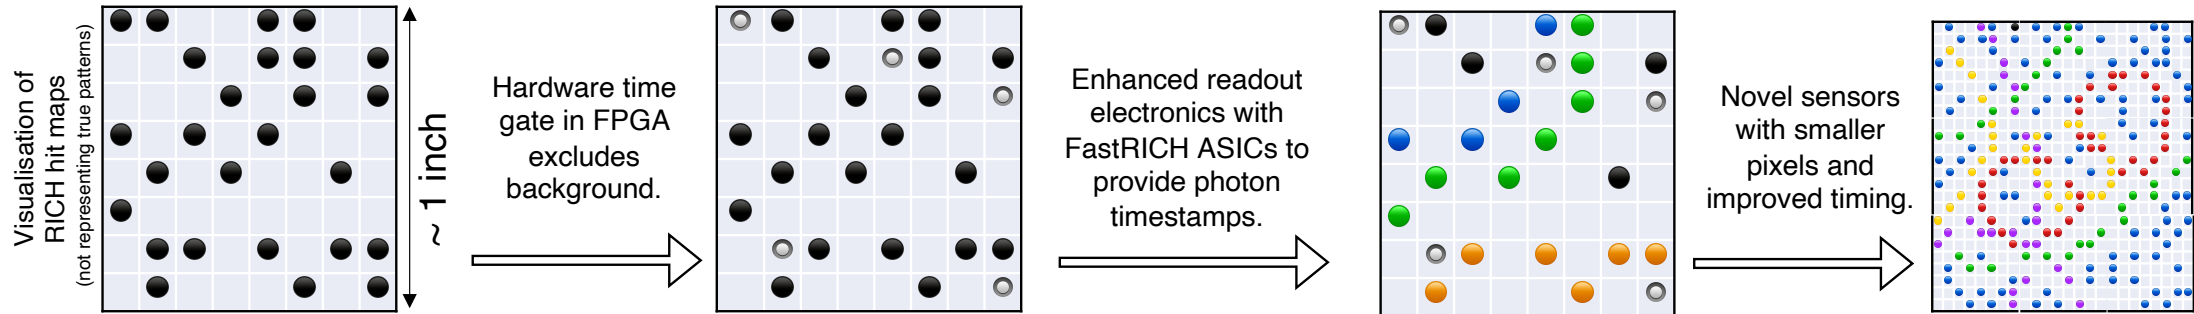 Visualisation of
RICH hit maps
(not representing true patterns)
~ 1 inch
Hardware time
gate in FPGA
excludes
background.
Enhanced readout
electronics with
FastRICH ASICs to
provide photon
timestamps.
Novel sensors
with smaller
pixels and
improved timing.